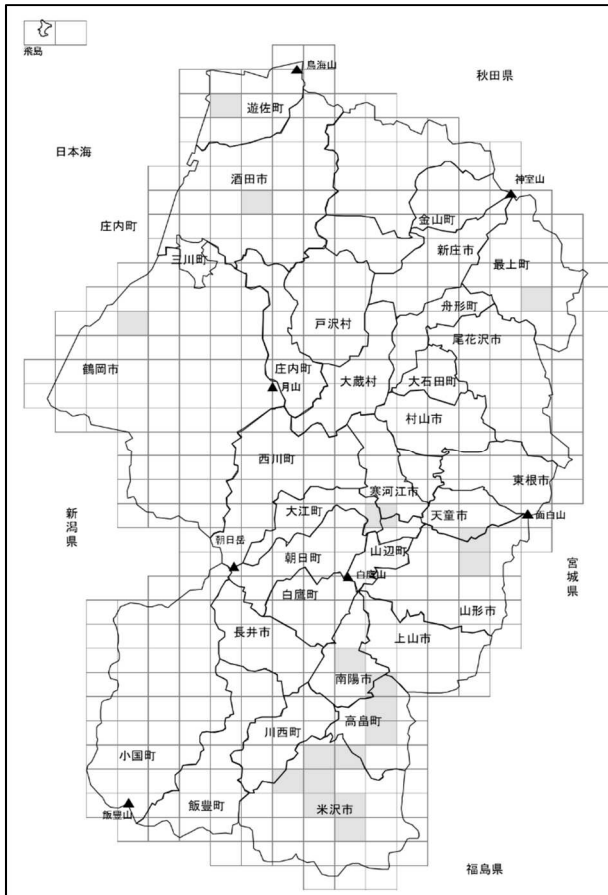 飛島
鳥海山
秋田県
遊佐町
日本海
酒田市
神室山
庄内町
金山町
新庄市
三川町
最上町
舟形町
戸沢村
尾花沢市
鶴岡市
庄内町
大蔵村
大石田町
月山
村山市
西川町
東根市
寒河江市
新潟県
大江町
天童市
面白山
朝日岳
山辺町
朝日町
宮城県
白鷹山
白鷹町
山形市
長井市
上山市
南陽市
高畠町
川西町
小国町
飯豊町
米沢市
飯豊山
福島県